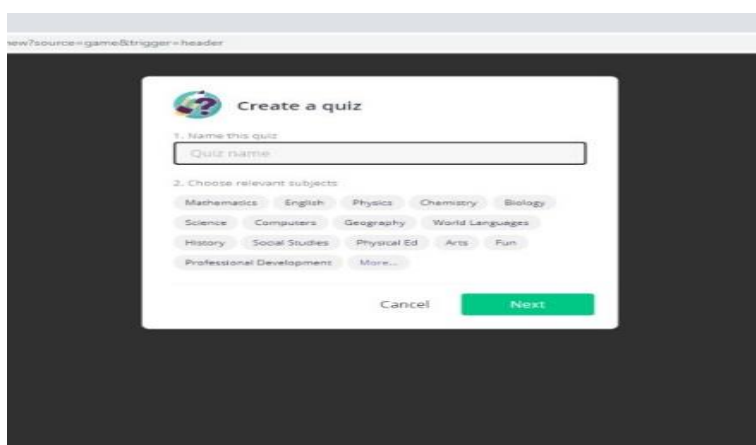 new?source=game&trigger=header
Create a quiz
1. Name this quiz
Quiz name
2. Choose relevant subjects
Mathematics English Physics Chemistry Biology
Science Computers Geography World Languages
History Social Studies Physical Ed Arts Fun
Professional Development More...
Cancel Next